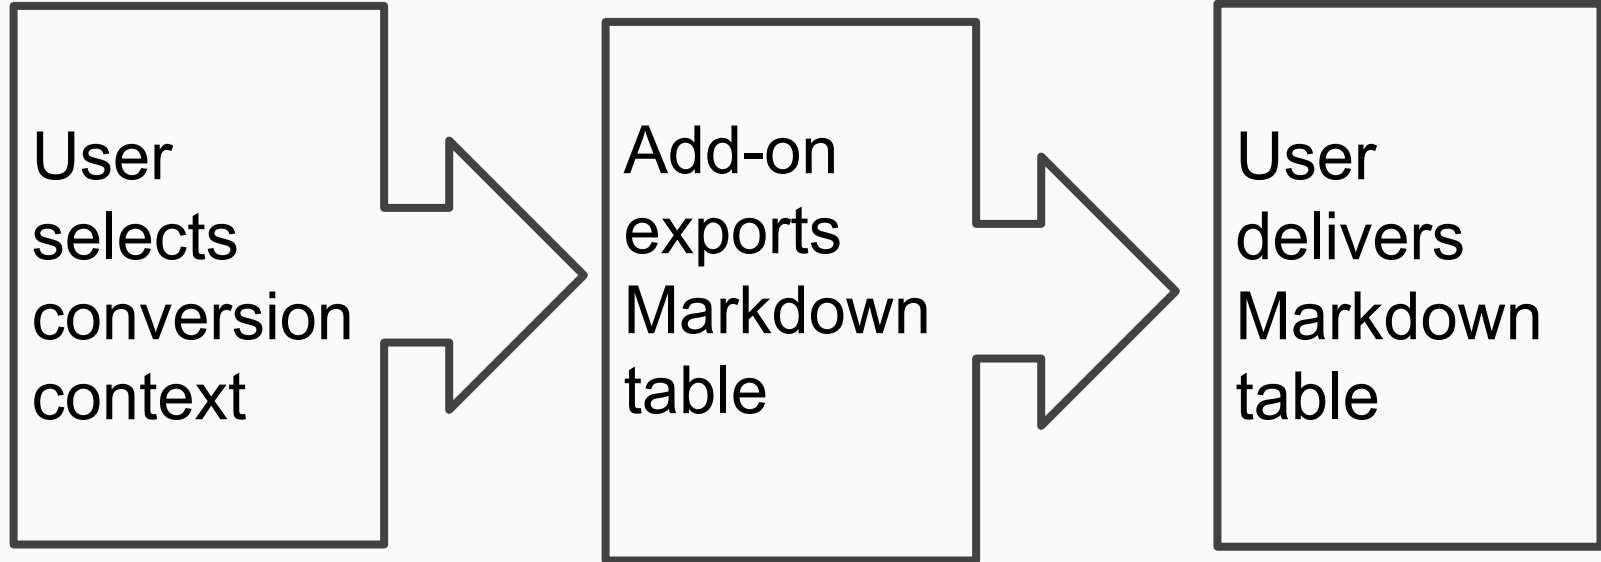 User
selects
conversion
context
Add-on
exports
Markdown
table
User
delivers
Markdown
table